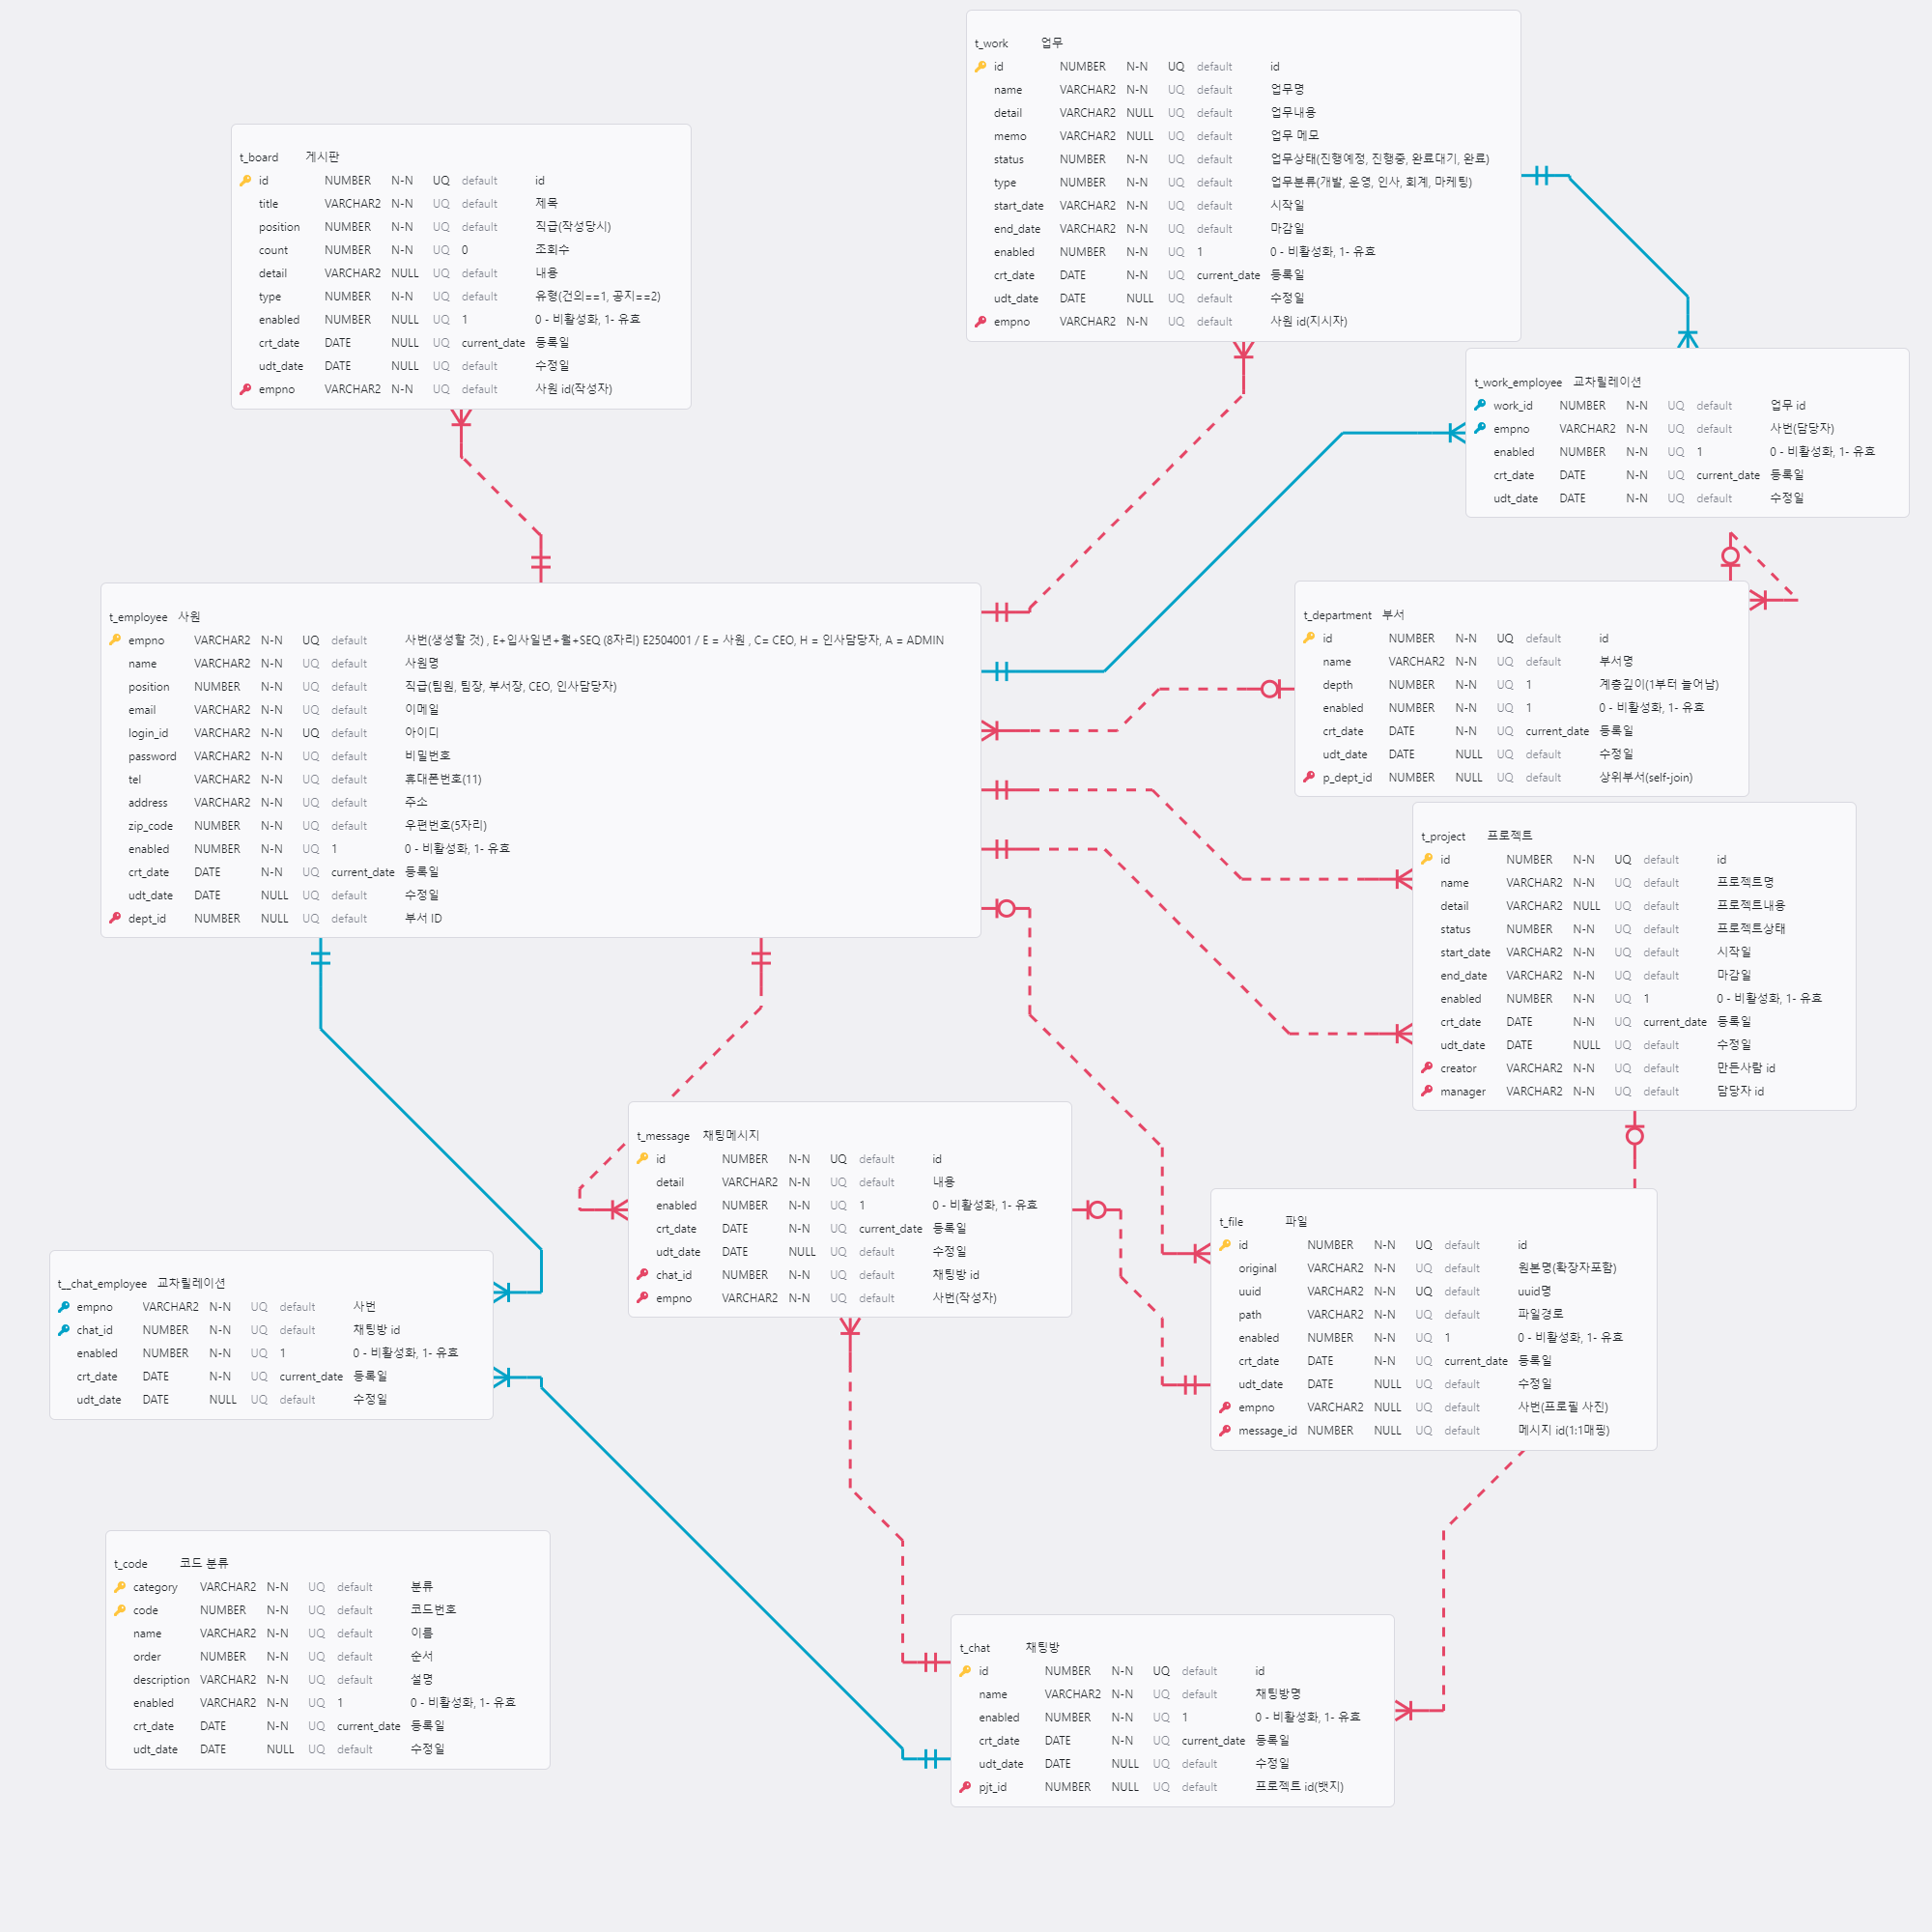 t_work 업무
id NUMBER N-N UQ default id
name VARCHAR2 N-N UQ default 업무명
detail VARCHAR2 NULL UQ default 업무내용
memo VARCHAR2 NULL UQ default 업무 메모
status NUMBER N-N UQ default 업무상태(진행예정, 진행중, 완료대기, 완료)
type NUMBER N-N UQ default 업무분류(개발, 운영, 인사, 회계, 마케팅)
start_date VARCHAR2 N-N UQ default 시작일
end_date VARCHAR2 N-N UQ default 마감일
enabled NUMBER N-N UQ 1 0 - 비활성화, 1- 유효
crt_date DATE N-N UQ current_date 등록일
udt_date DATE NULL UQ default 수정일
empno VARCHAR2 N-N UQ default 사원 id(지시자)
t_board 게시판
id NUMBER N-N UQ default id
title VARCHAR2 N-N UQ default 제목
position NUMBER N-N UQ default 직급(작성당시)
count NUMBER N-N UQ 0 조회수
detail VARCHAR2 NULL UQ default 내용
type NUMBER N-N UQ default 유형(건의==1, 공지==2)
enabled NUMBER NULL UQ 1 0 - 비활성화, 1- 유효
crt_date DATE NULL UQ current_date 등록일
udt_date DATE NULL UQ default 수정일
empno VARCHAR2 N-N UQ default 사원 id(작성자)
t_work_employee 교차릴레이션
work_id NUMBER N-N UQ default 업무 id
empno VARCHAR2 N-N UQ default 사번(담당자)
enabled NUMBER N-N UQ 1 0 - 비활성화, 1- 유효
crt_date DATE N-N UQ current_date 등록일
udt_date DATE N-N UQ default 수정일
t_employee 사원
empno VARCHAR2 N-N UQ default 사번(생성할 것) , E+입사일년+월+SEQ (8자리) E2504001 / E = 사원 , C= CEO, H = 인사담당자, A = ADMIN
name VARCHAR2 N-N UQ default 사원명
position NUMBER N-N UQ default 직급(팀원, 팀장, 부서장, CEO, 인사담당자)
email VARCHAR2 N-N UQ default 이메일
login_id VARCHAR2 N-N UQ default 아이디
password VARCHAR2 N-N UQ default 비밀번호
tel VARCHAR2 N-N UQ default 휴대폰번호(11)
address VARCHAR2 N-N UQ default 주소
zip_code NUMBER N-N UQ default 우편번호(5자리)
enabled NUMBER N-N UQ 1 0 - 비활성화, 1- 유효
crt_date DATE N-N UQ current_date 등록일
udt_date DATE NULL UQ default 수정일
dept_id NUMBER NULL UQ default 부서 ID
t_department 부서
id NUMBER N-N UQ default id
name VARCHAR2 N-N UQ default 부서명
depth NUMBER N-N UQ 1 계층깊이(1부터 늘어남)
enabled NUMBER N-N UQ 1 0 - 비활성화, 1- 유효
crt_date DATE N-N UQ current_date 등록일
udt_date DATE NULL UQ default 수정일
p_dept_id NUMBER NULL UQ default 상위부서(self-join)
t_project 프로젝트
id NUMBER N-N UQ default id
name VARCHAR2 N-N UQ default 프로젝트명
detail VARCHAR2 NULL UQ default 프로젝트내용
status NUMBER N-N UQ default 프로젝트상태
start_date VARCHAR2 N-N UQ default 시작일
end_date VARCHAR2 N-N UQ default 마감일
enabled NUMBER N-N UQ 1 0 - 비활성화, 1- 유효
crt_date DATE N-N UQ current_date 등록일
udt_date DATE NULL UQ default 수정일
creator VARCHAR2 N-N UQ default 만든사람 id
manager VARCHAR2 N-N UQ default 담당자 id
t_message 채팅메시지
id NUMBER N-N UQ default id
detail VARCHAR2 N-N UQ default 내용
enabled NUMBER N-N UQ 1 0 - 비활성화, 1- 유효
crt_date DATE N-N UQ current_date 등록일
udt_date DATE NULL UQ default 수정일
chat_id NUMBER N-N UQ default 채팅방 id
empno VARCHAR2 N-N UQ default 사번(작성자)
t_file 파일
id NUMBER N-N UQ default id
original VARCHAR2 N-N UQ default 원본명(확장자포함)
uuid VARCHAR2 N-N UQ default uuid명
path VARCHAR2 N-N UQ default 파일경로
enabled NUMBER N-N UQ 1 0 - 비활성화, 1- 유효
crt_date DATE N-N UQ current_date 등록일
udt_date DATE NULL UQ default 수정일
empno VARCHAR2 NULL UQ default 사번(프로필 사진)
message_id NUMBER NULL UQ default 메시지 id(1:1매핑)
t__chat_employee 교차릴레이션
empno VARCHAR2 N-N UQ default 사번
chat_id NUMBER N-N UQ default 채팅방 id
enabled NUMBER N-N UQ 1 0 - 비활성화, 1- 유효
crt_date DATE N-N UQ current_date 등록일
udt_date DATE NULL UQ default 수정일
t_code 코드 분류
category VARCHAR2 N-N UQ default 분류
code NUMBER N-N UQ default 코드번호
name VARCHAR2 N-N UQ default 이름
order NUMBER N-N UQ default 순서
description VARCHAR2 N-N UQ default 설명
enabled VARCHAR2 N-N UQ 1 0 - 비활성화, 1- 유효
crt_date DATE N-N UQ current_date 등록일
udt_date DATE NULL UQ default 수정일
t_chat 채팅방
id NUMBER N-N UQ default id
name VARCHAR2 N-N UQ default 채팅방명
enabled NUMBER N-N UQ 1 0 - 비활성화, 1- 유효
crt_date DATE N-N UQ current_date 등록일
udt_date DATE NULL UQ default 수정일
pjt_id NUMBER NULL UQ default 프로젝트 id(뱃지)